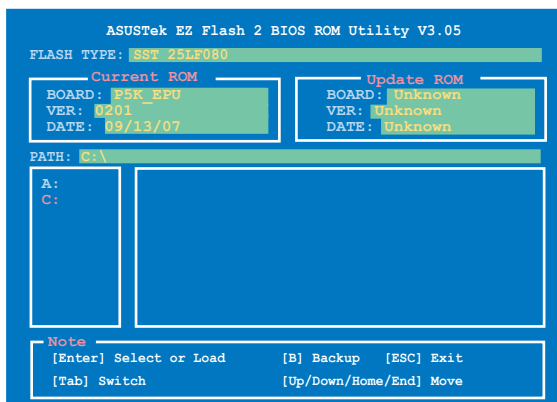 ASUSTek EZ Flash 2 BIOS ROM Utility V3.05
FLASH TYPE: SST 25LF080
Current ROM
BOARD: P5K_EPU
VER: 0201
DATE: 09/13/07
Update ROM
BOARD: Unknown
VER: Unknown
DATE: Unknown
PATH: C:\
A:
C:
Note
[Enter] Select or Load [B] Backup [ESC] Exit
[Tab] Switch [Up/Down/Home/End] Move